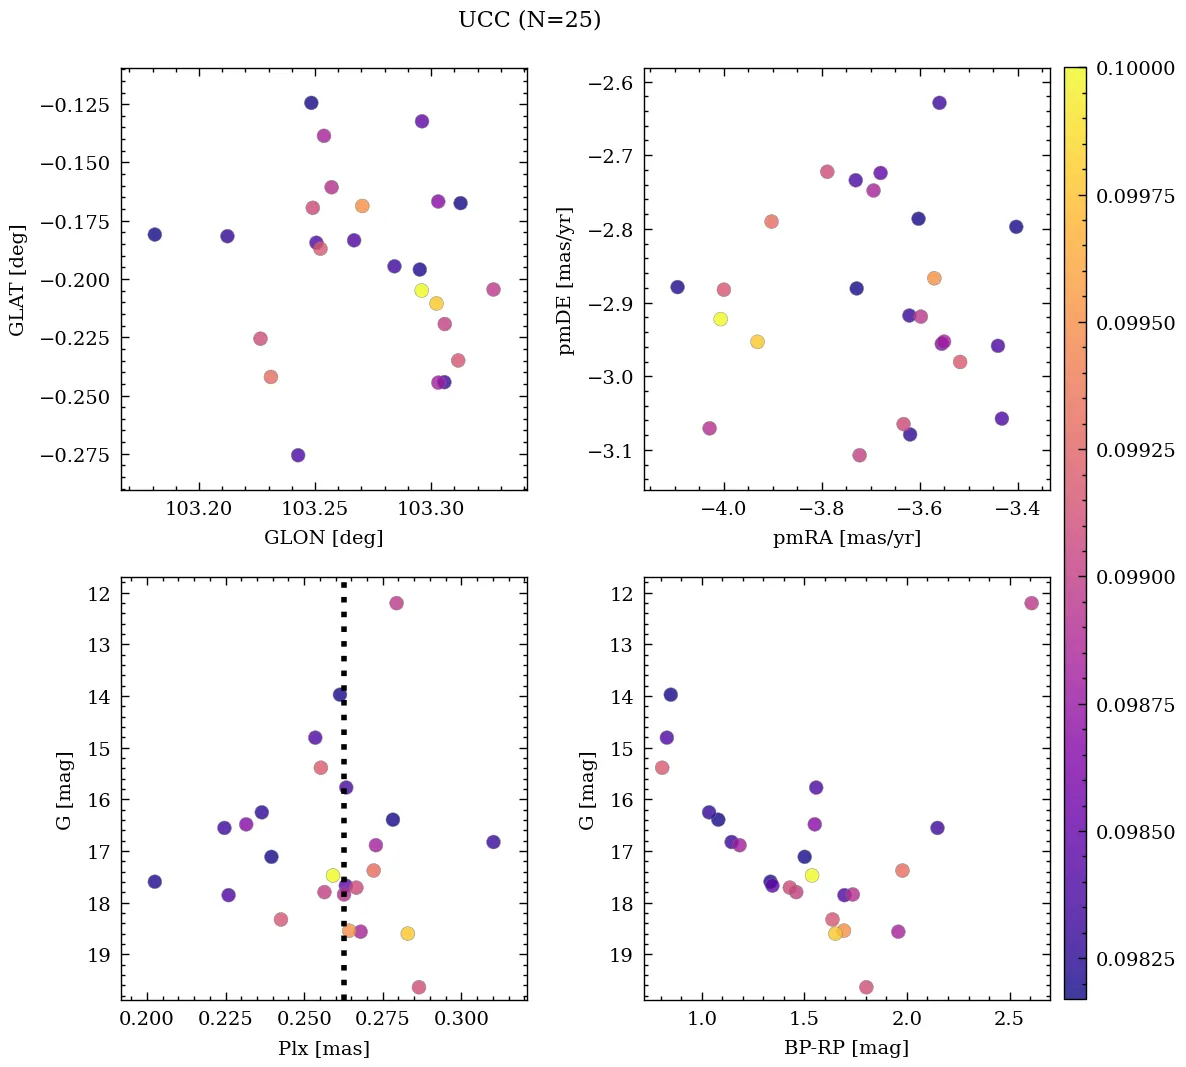 UCC (N=25)
−0.125
−0.150
−0.175
−0.200
−0.225
−0.250
−0.275
GLAT [deg]
103.20 103.25 103.30
GLON [deg]
−2.6
−2.7
−2.8
−2.9
−3.0
−3.1
pmDE [mas/yr]
−4.0 −3.8 −3.6 −3.4
pmRA [mas/yr]
12
13
14
15
16
17
18
19
G [mag]
0.200 0.225 0.250 0.275 0.300
Plx [mas]
12
13
14
15
16
17
18
19
G [mag]
1.0 1.5 2.0 2.5
BP-RP [mag]
0.10000
0.09975
0.09950
0.09925
0.09900
0.09875
0.09850
0.09825